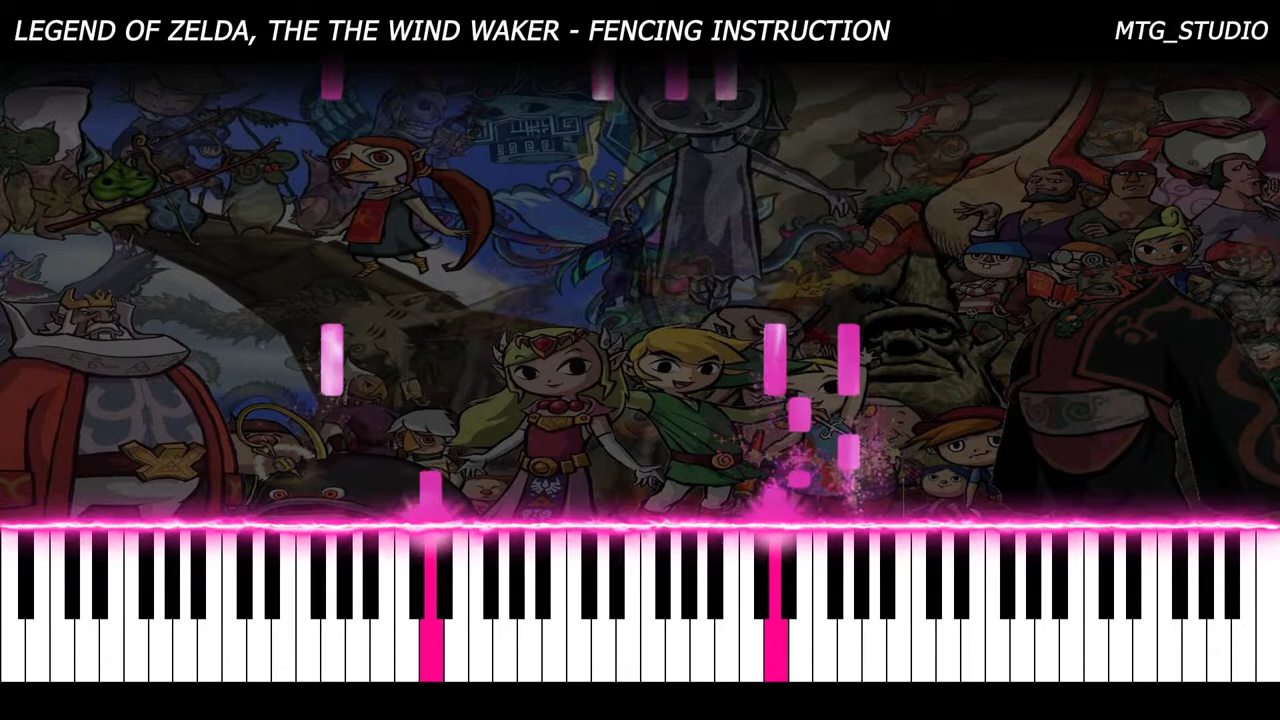 LEGEND OF ZELDA, THE THE WIND WAKER - FENCING INSTRUCTION
MTG_STUDIO